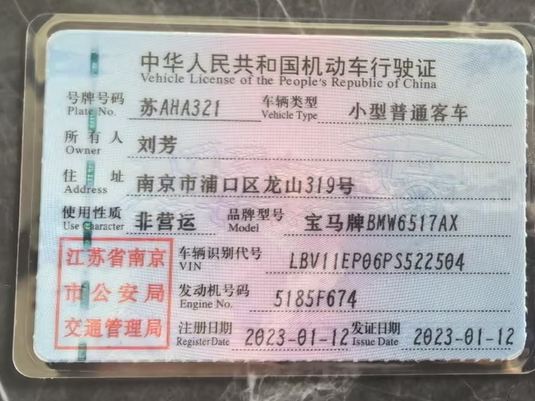 中华人民共和国机动车行驶证
Vehicle License of the People's Republic of China
号牌号码 苏AHA321 车辆类型 小型普通客车
Plate No. Vehicle Type
所有人 刘芳
Owner
住址 南京市浦口区龙山319号
Address
使用性质 非营运 品牌型号 宝马牌BMW6517AX
Use Character Model
江苏省南京
市公安局
交通管理局
车辆识别代号 LBV11EP06PS522504
VIN
发动机号码 5185F674
Engine No.
注册日期 2023-01-12 发证日期 2023-01-12
Register Date Issue Date